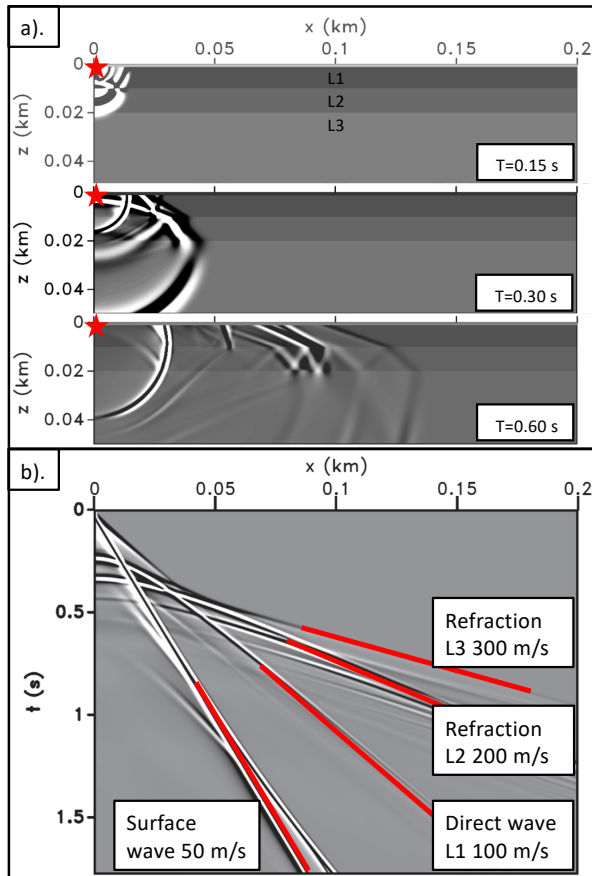 a).
x (km)
0 0.05 0.1 0.15 0.2
0
0.02
0.04
z (km)
L1
L2
L3
T=0.15 s
0
0.02
0.04
z (km)
T=0.30 s
0
0.02
0.04
z (km)
T=0.60 s
b).
x (km)
0 0.05 0.1 0.15 0.2
0
0.5
1
1.5
t (s)
Refraction
L3 300 m/s
Refraction
L2 200 m/s
Surface
wave 50 m/s
Direct wave
L1 100 m/s